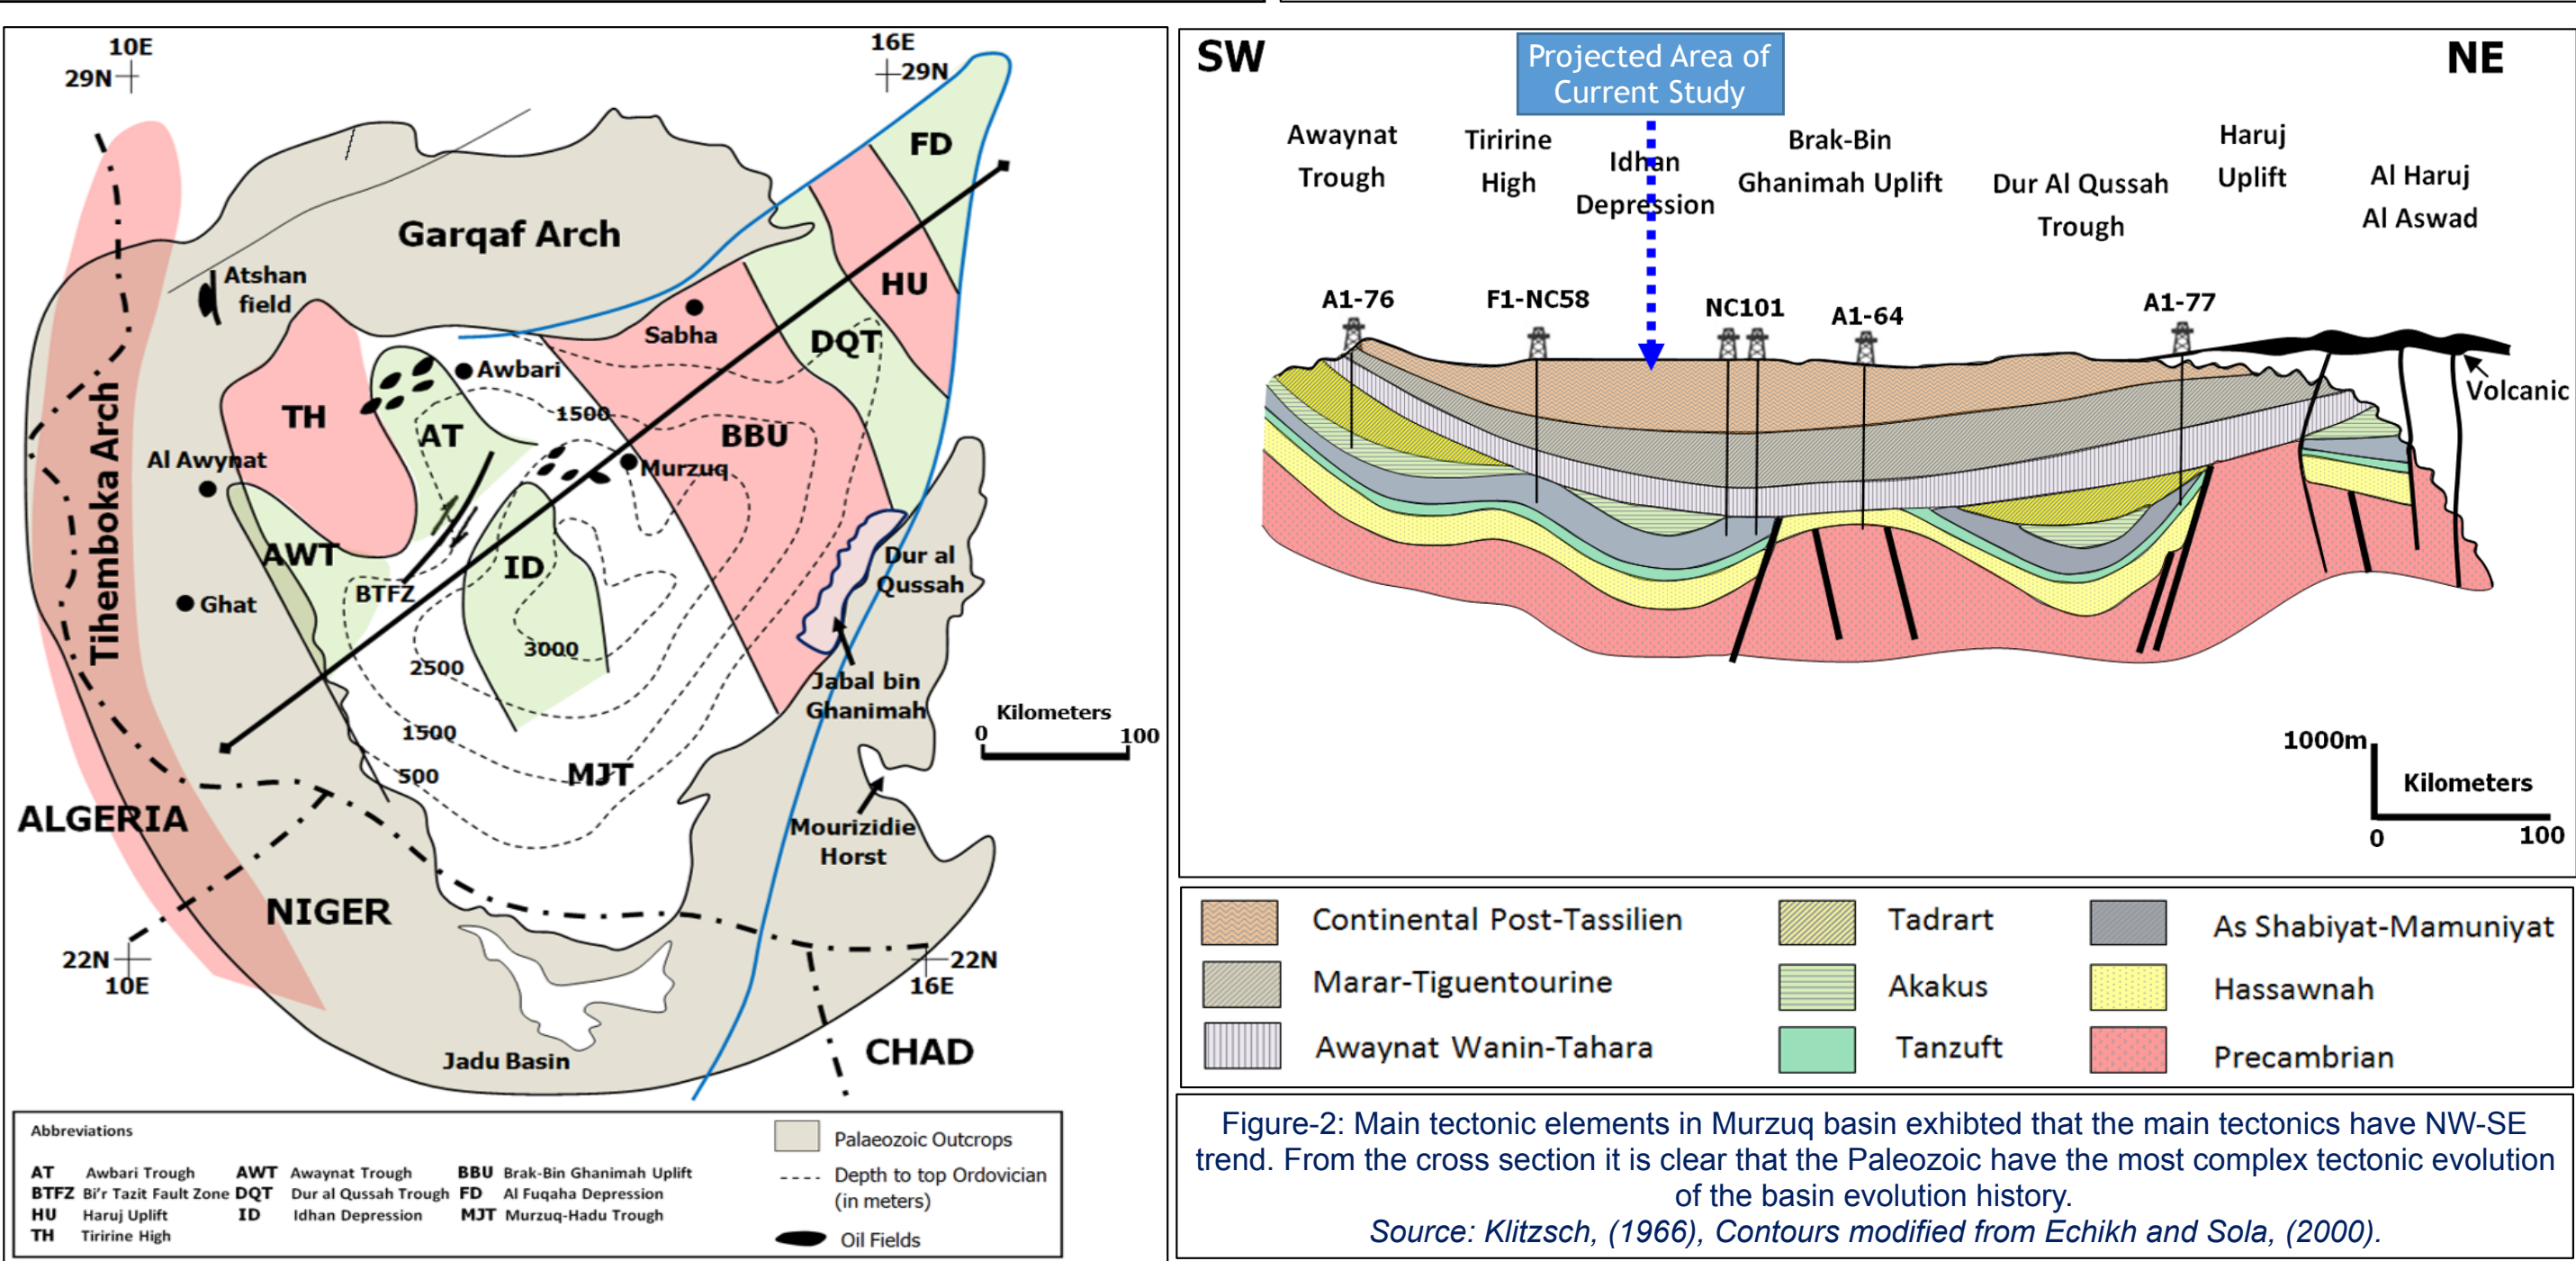 10E
29N
16E
29N
FD
Garqaf Arch
Atshan
field
HU
Sabha
DQT
Awbari
TH
1500
AT
BBU
Tihemboka Arch
Al Awynat
Murzuq
AWT
ID
BTFZ
Dur al
Qussah
Ghat
3000
2500
Jabal bin
Ghanimah
1500
500
MJT
Kilometers
0
100
ALGERIA
Mourizidie
Horst
NIGER
22N
10E
22N
16E
CHAD
Jadu Basin
Abbreviations
AT Awbari Trough AWT Awaynat Trough BBU Brak-Bin Ghanimah Uplift
BTFZ Bi'r Tazit Fault Zone DQT Dur al Qussah Trough FD Al Fuqaha Depression
HU Haruj Uplift ID Idhan Depression MJT Murzuq-Hadu Trough
TH Tiririne High
Palaeozoic Outcrops
Depth to top Ordovician
(in meters)
Oil Fields
SW
NE
Projected Area of
Current Study
Awaynat
Trough
Tiririne
High
Idhan
Depression
Brak-Bin
Ghanimah Uplift
Dur Al Qussah
Trough
Haruj
Uplift
Al Haruj
Al Aswad
A1-76
F1-NC58
NC101
A1-64
A1-77
Volcanic
1000m
Kilometers
0
100
Continental Post-Tassilien
Marar-Tiguentourine
Awaynat Wanin-Tahara
Tadrart
Akakus
Tanzuft
As Shabiyat-Mamuniyat
Hassawnah
Precambrian
Figure-2: Main tectonic elements in Murzuq basin exhibted that the main tectonics have NW-SE
trend. From the cross section it is clear that the Paleozoic have the most complex tectonic evolution
of the basin evolution history.
Source: Klitzsch, (1966), Contours modified from Echikh and Sola, (2000).